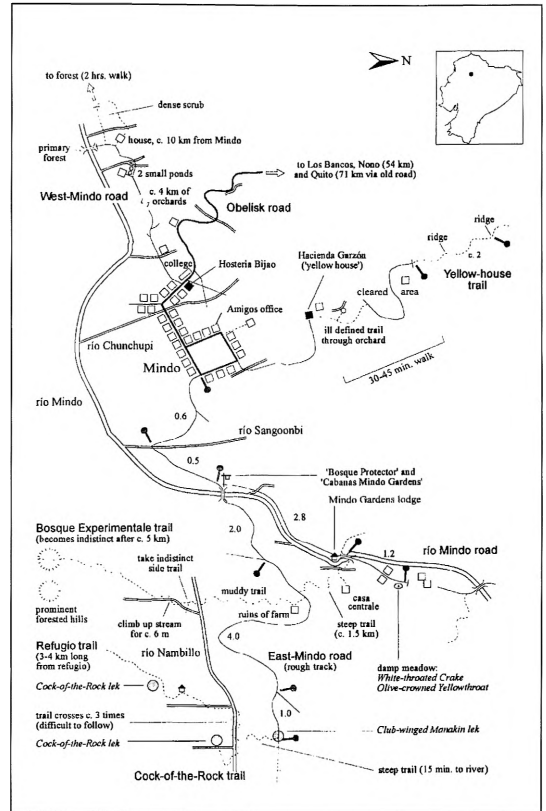 to forest (2 hrs. walk)
dense scrub
N
house, c. 10 km from Mindo
primary
forest
2 small ponds
c. 4 km of
orchards
West-Mindo road
to Los Bancos, Nono (54 km)
and Quito (71 km via old road)
Obelisk road
ridge
ridge
c. 2
Yellow-house
trail
college
Hosteria Bijao
Hacienda Garzón
('yellow house')
cleared
area
Amigos office
ill defined trail
through orchard
río Chunchupi
30-45 min. walk
Mindo
río Mindo
0.6
río Sangoonbi
0.5
'Bosque Protector' and
'Cabanas Mindo Gardens'
Mindo Gardens lodge
2.8
Bosque Experimentale trail
(becomes indistinct after c. 5 km)
2.0
1.2
río Mindo road
take indistinct
side trail
muddy trail
casa
centrale
prominent
forested hills
climb up stream
for c. 6 m
ruins of farm
steep trail
(c. 1.5 km)
río Nambillo
4.0
Refugio trail
(3-4 km long
from refugio)
East-Mindo road
(rough track)
damp meadow:
White-throated Crake
Olive-crowned Yellowthroat
Cock-of-the-Rock lek
trail crosses c. 3 times
(difficult to follow)
1.0
Club-winged Manakin lek
Cock-of-the-Rock lek
steep trail (15 min. to river)
Cock-of-the-Rock trail